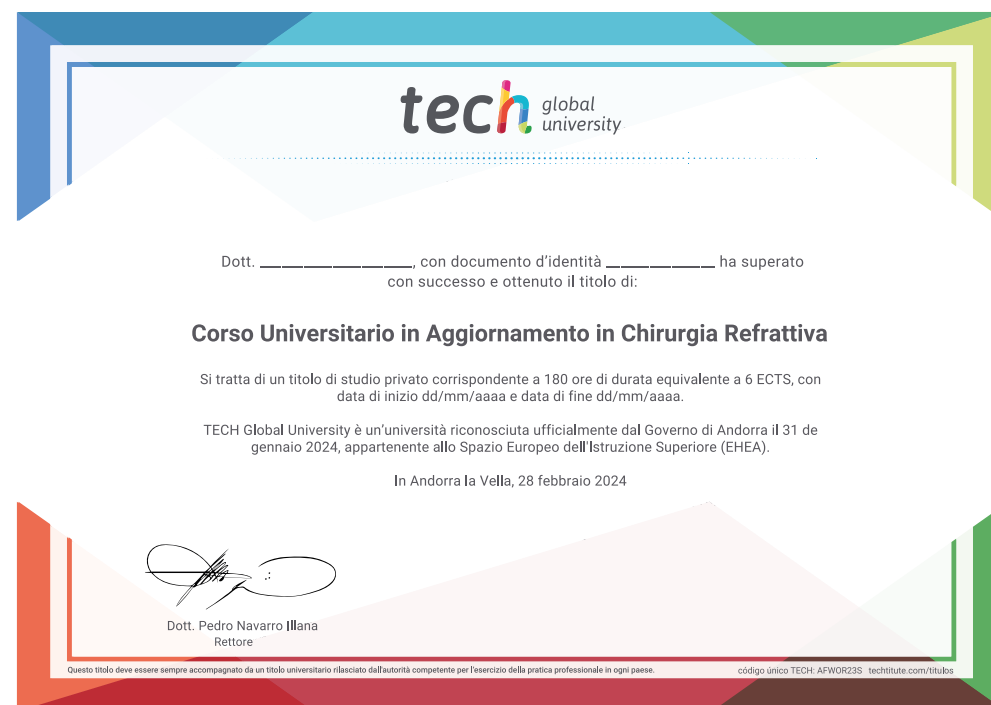 tech global university
Dott. ____________________, con documento d'identità ______________ ha superato
con successo e ottenuto il titolo di:
Corso Universitario in Aggiornamento in Chirurgia Refrattiva
Si tratta di un titolo di studio privato corrispondente a 180 ore di durata equivalente a 6 ECTS, con
data di inizio dd/mm/aaaa e data di fine dd/mm/aaaa.
TECH Global University è un'università riconosciuta ufficialmente dal Governo di Andorra il 31 de
gennaio 2024, appartenente allo Spazio Europeo dell'Istruzione Superiore (EHEA).
In Andorra la Vella, 28 febbraio 2024
Dott. Pedro Navarro Illana
Rettore
Questo titolo deve essere sempre accompagnato da un titolo universitario rilasciato dall'autorità competente per l'esercizio della pratica professionale in ogni paese.
código único TECH: AFWOR23S techtitute.com/titulos